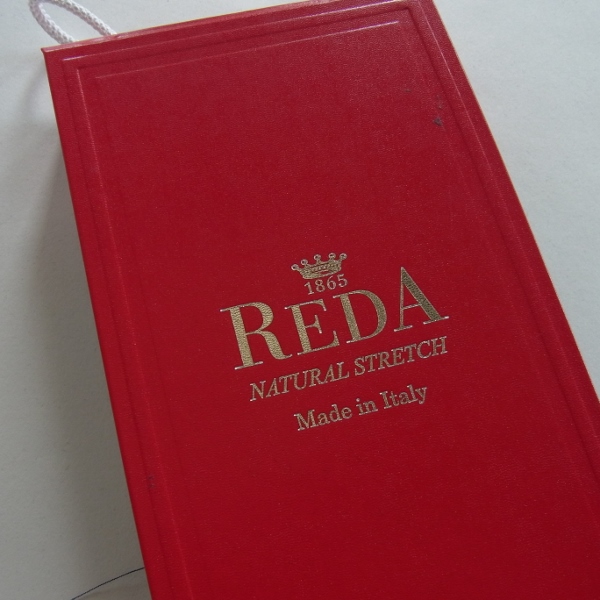 1865
REDA
NATURAL STRETCH
Made in Italy